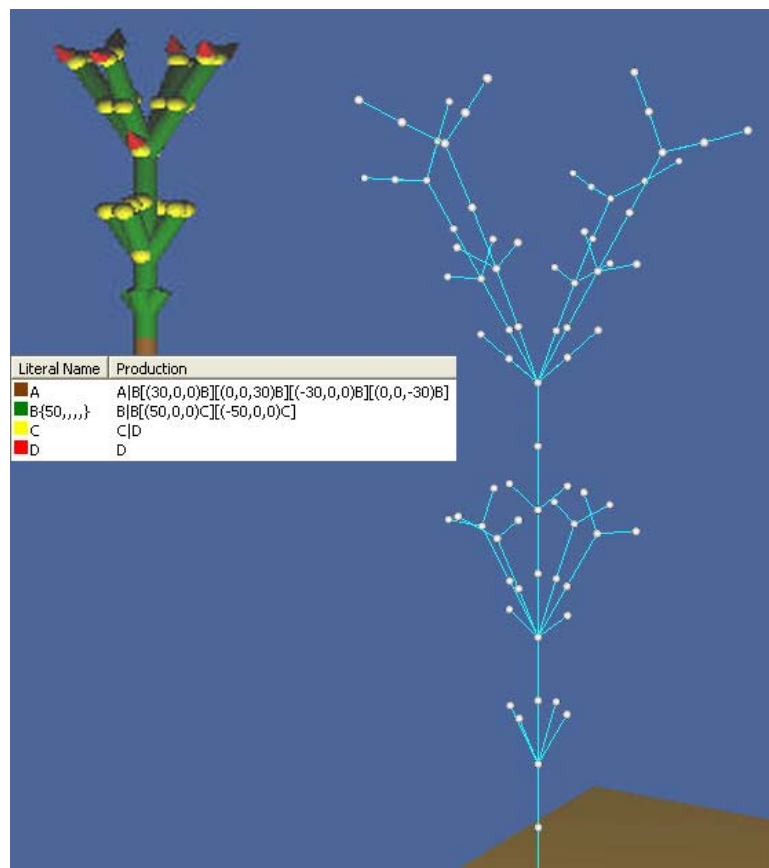 Literal Name Production
A A|B[(30,0,0)B][(0,0,30)B][(-30,0,0)B][(0,0,-30)B]
B{50,,,,} B|B[(50,0,0)C][(-50,0,0)C]
C C|D
D D